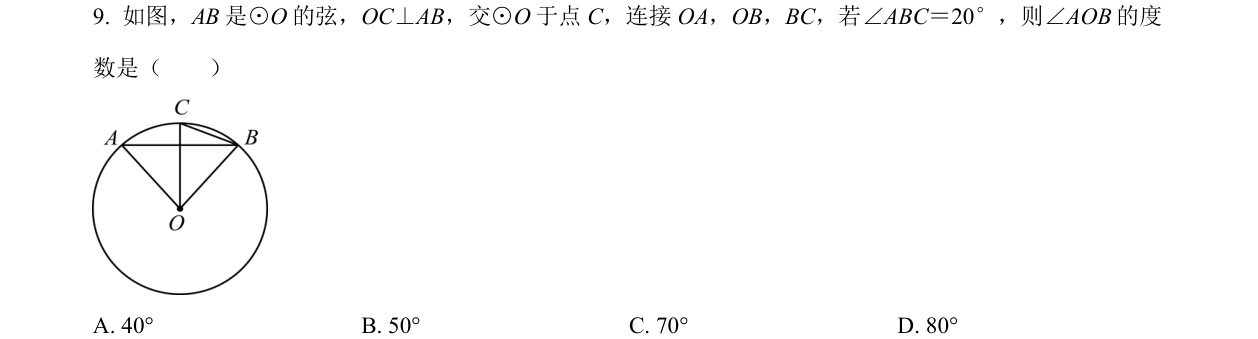 9. 如图，AB 是⊙O 的弦，OC⊥AB，交⊙O 于点 C，连接 OA，OB，BC，若∠ABC＝20°，则∠AOB 的度
数是（　　）
C
A
B
O
A. 40°
B. 50°
C. 70°
D. 80°